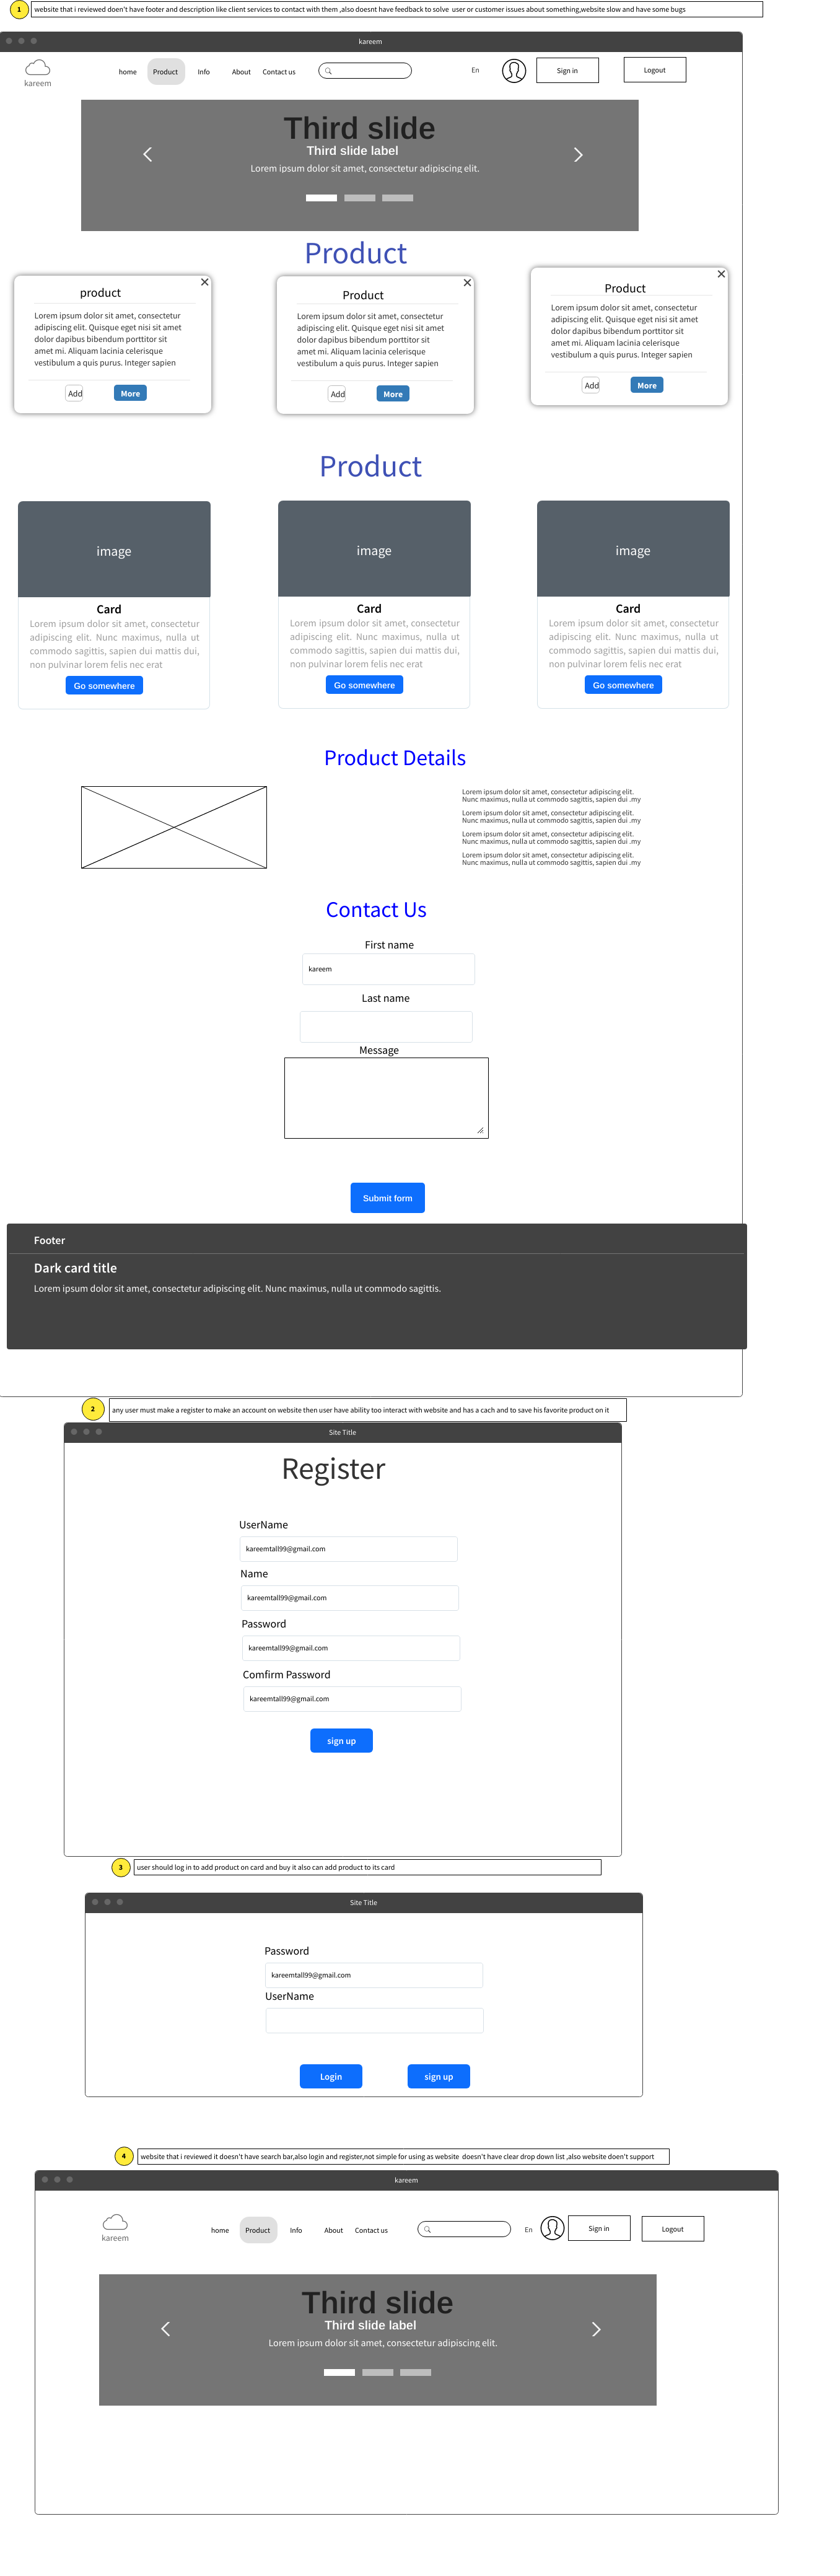 1 website that i reviewed doen't have footer and description like client services to contact with them ,also doesnt have feedback to solve user or customer issues about something,website slow and have some bugs
kareem
kareem
home Product Info About Contact us En Sign in Logout
Third slide
Third slide label
Lorem ipsum dolor sit amet, consectetur adipiscing elit.
Product
product
Lorem ipsum dolor sit amet, consectetur
adipiscing elit. Quisque eget nisi sit amet
dolor dapibus bibendum porttitor sit
amet mi. Aliquam lacinia celerisque
vestibulum a quis purus. Integer sapien
Add More
Product
Lorem ipsum dolor sit amet, consectetur
adipiscing elit. Quisque eget nisi sit amet
dolor dapibus bibendum porttitor sit
amet mi. Aliquam lacinia celerisque
vestibulum a quis purus. Integer sapien
Add More
Product
Lorem ipsum dolor sit amet, consectetur
adipiscing elit. Quisque eget nisi sit amet
dolor dapibus bibendum porttitor sit
amet mi. Aliquam lacinia celerisque
vestibulum a quis purus. Integer sapien
Add More
Product
image
Card
Lorem ipsum dolor sit amet, consectetur
adipiscing elit. Nunc maximus, nulla ut
commodo sagittis, sapien dui mattis dui,
non pulvinar lorem felis nec erat
Go somewhere
image
Card
Lorem ipsum dolor sit amet, consectetur
adipiscing elit. Nunc maximus, nulla ut
commodo sagittis, sapien dui mattis dui,
non pulvinar lorem felis nec erat
Go somewhere
image
Card
Lorem ipsum dolor sit amet, consectetur
adipiscing elit. Nunc maximus, nulla ut
commodo sagittis, sapien dui mattis dui,
non pulvinar lorem felis nec erat
Go somewhere
Product Details
Lorem ipsum dolor sit amet, consectetur adipiscing elit.
Nunc maximus, nulla ut commodo sagittis, sapien dui .my
Lorem ipsum dolor sit amet, consectetur adipiscing elit.
Nunc maximus, nulla ut commodo sagittis, sapien dui .my
Lorem ipsum dolor sit amet, consectetur adipiscing elit.
Nunc maximus, nulla ut commodo sagittis, sapien dui .my
Lorem ipsum dolor sit amet, consectetur adipiscing elit.
Nunc maximus, nulla ut commodo sagittis, sapien dui .my
Contact Us
First name
kareem
Last name
Message
Submit form
Footer
Dark card title
Lorem ipsum dolor sit amet, consectetur adipiscing elit. Nunc maximus, nulla ut commodo sagittis.
2 any user must make a register to make an account on website then user have ability too interact with website and has a cach and to save his favorite product on it
Site Title
Register
UserName
kareemtall99@gmail.com
Name
kareemtall99@gmail.com
Password
kareemtall99@gmail.com
Comfirm Password
kareemtall99@gmail.com
sign up
3 user should log in to add product on card and buy it also can add product to its card
Site Title
Password
kareemtall99@gmail.com
UserName
Login sign up
4 website that i reviewed it doesn't have search bar,also login and register,not simple for using as website doesn't have clear drop down list ,also website doen't support
kareem
kareem
home Product Info About Contact us En Sign in Logout
Third slide
Third slide label
Lorem ipsum dolor sit amet, consectetur adipiscing elit.